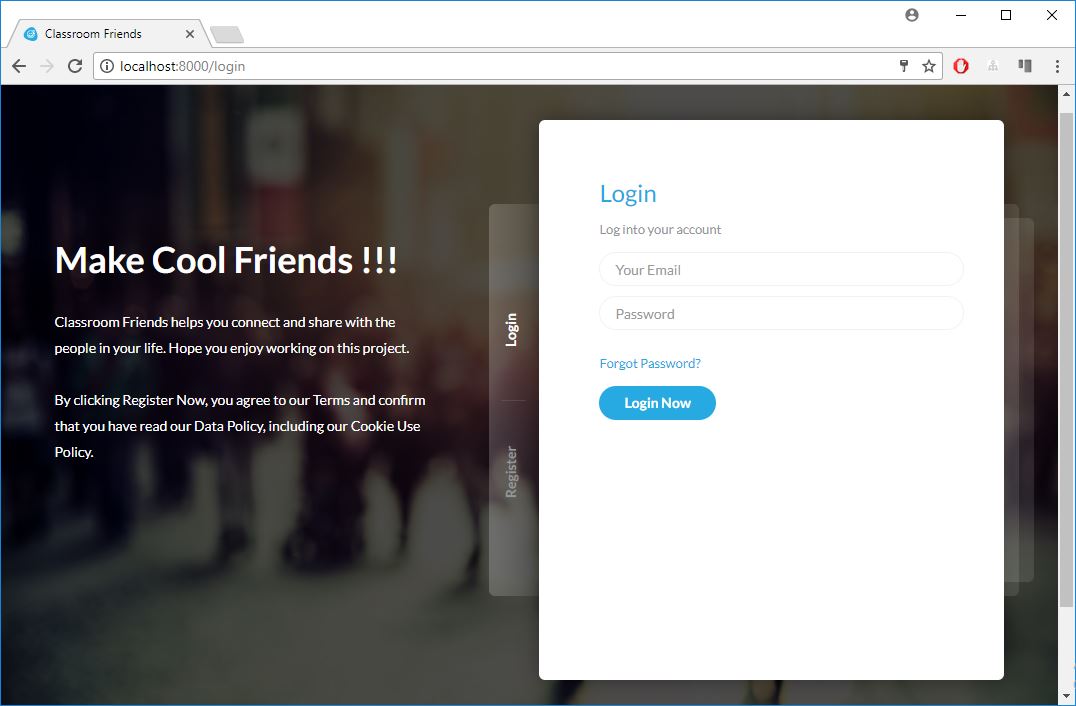 Classroom Friends
localhost:8000/login
Make Cool Friends !!!
Classroom Friends helps you connect and share with the
people in your life. Hope you enjoy working on this project.
By clicking Register Now, you agree to our Terms and confirm
that you have read our Data Policy, including our Cookie Use
Policy.
Login
Register
Login
Log into your account
Your Email
Password
Forgot Password?
Login Now